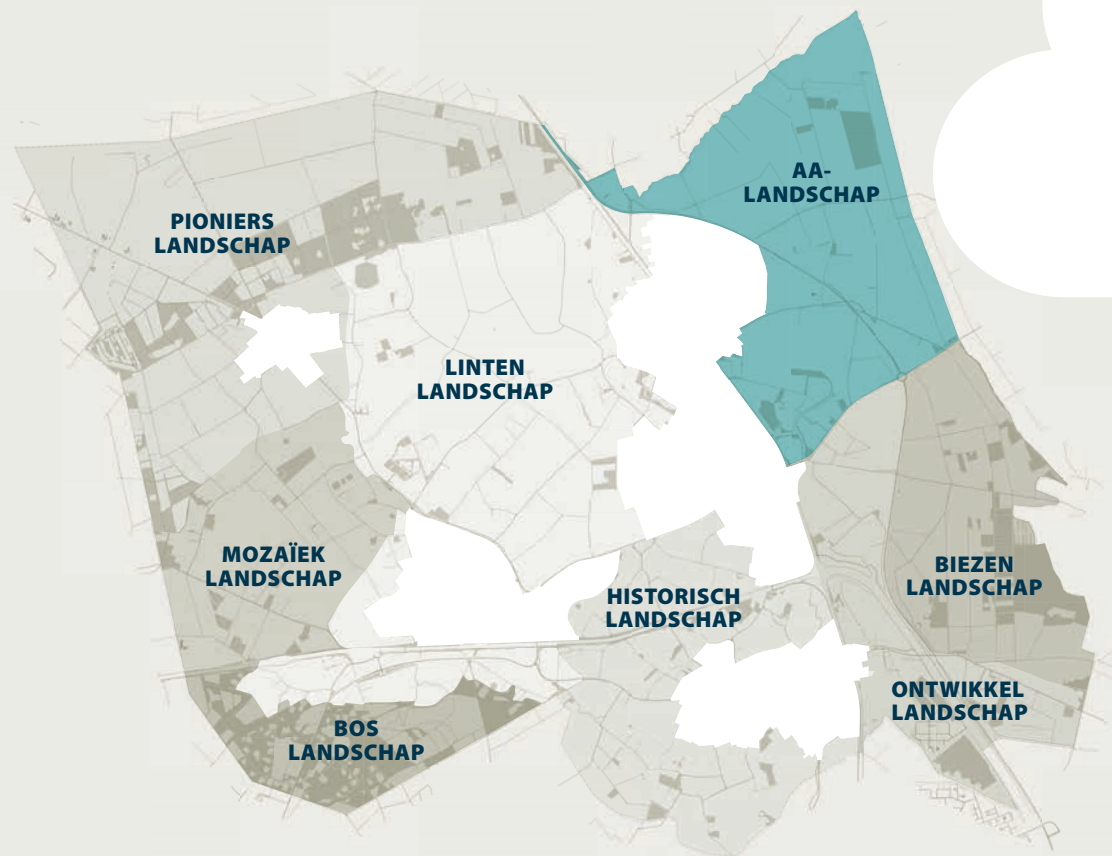 AA-
LANDSCHAP
PIONIERS
LANDSCHAP
LINTEN
LANDSCHAP
MOZAÏEK
LANDSCHAP
HISTORISCH
LANDSCHAP
BIEZEN
LANDSCHAP
ONTWIKKEL
LANDSCHAP
BOS
LANDSCHAP